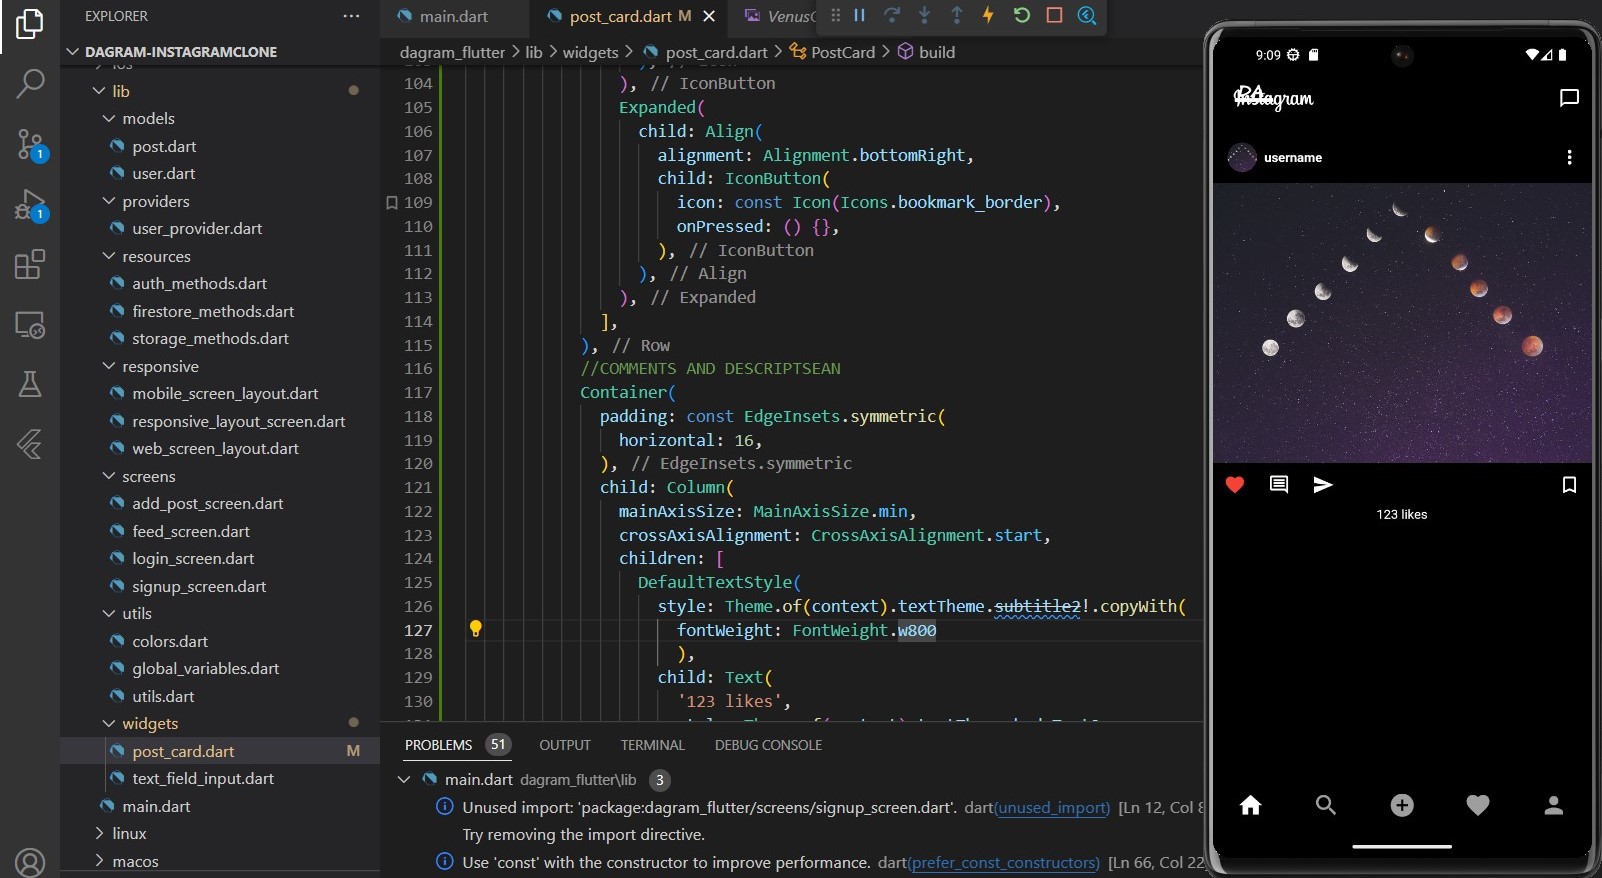 EXPLORER
DAGRAM-INSTAGRAMCLONE
ios
lib
models
post.dart
user.dart
providers
user_provider.dart
resources
auth_methods.dart
firestore_methods.dart
storage_methods.dart
responsive
mobile_screen_layout.dart
responsive_layout_screen.dart
web_screen_layout.dart
screens
add_post_screen.dart
feed_screen.dart
login_screen.dart
signup_screen.dart
utils
colors.dart
global_variables.dart
utils.dart
widgets
post_card.dart M
text_field_input.dart
main.dart
linux
macos
1
1
main.dart
post_card.dart M
VenusC
dagram_flutter > lib > widgets > post_card.dart > PostCard > build
104 ), // IconButton
105 Expanded(
106 child: Align(
107 alignment: Alignment.bottomRight,
108 child: IconButton(
109 icon: const Icon(Icons.bookmark_border),
110 onPressed: () {},
111 ), // IconButton
112 ), // Align
113 ), // Expanded
114 ],
115 ), // Row
116 //COMMENTS AND DESCRIPTSEAN
117 Container(
118 padding: const EdgeInsets.symmetric(
119 horizontal: 16,
120 ), // EdgeInsets.symmetric
121 child: Column(
122 mainAxisSize: MainAxisSize.min,
123 crossAxisAlignment: CrossAxisAlignment.start,
124 children: [
125 DefaultTextStyle(
126 style: Theme.of(context).textTheme.subtitle2!.copyWith(
127 fontWeight: FontWeight.w800
128 ),
129 child: Text(
130 '123 likes',
PROBLEMS 51 OUTPUT TERMINAL DEBUG CONSOLE
main.dart dagram_flutter\lib 3
Unused import: 'package:dagram_flutter/screens/signup_screen.dart'. dart(unused_import) [Ln 12, Col 8
Try removing the import directive.
Use 'const' with the constructor to improve performance. dart(prefer_const_constructors) [Ln 66, Col 22
9:09
DA
Instagram
username
123 likes